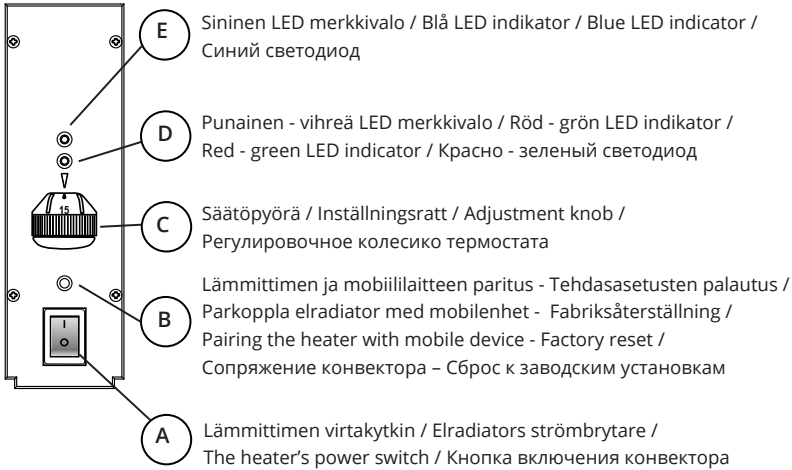 E
Sininen LED merkkivalo / Blå LED indikator / Blue LED indicator /
Синий светодиод
D
Punainen - vihreä LED merkkivalo / Röd - grön LED indikator /
Red - green LED indicator / Красно - зеленый светодиод
15
C
Säätöpyörä / Inställningsratt / Adjustment knob /
Регулировочное колесико термостата
B
Lämmittimen ja mobiililaitteen paritus - Tehdasasetusten palautus /
Parkoppla elradiator med mobilenhet - Fabriksåterställning /
Pairing the heater with mobile device - Factory reset /
Сопряжение конвектора – Сброс к заводским установкам
A
Lämmittimen virtakytkin / Elradiators strömbrytare /
The heater’s power switch / Кнопка включения конвектора